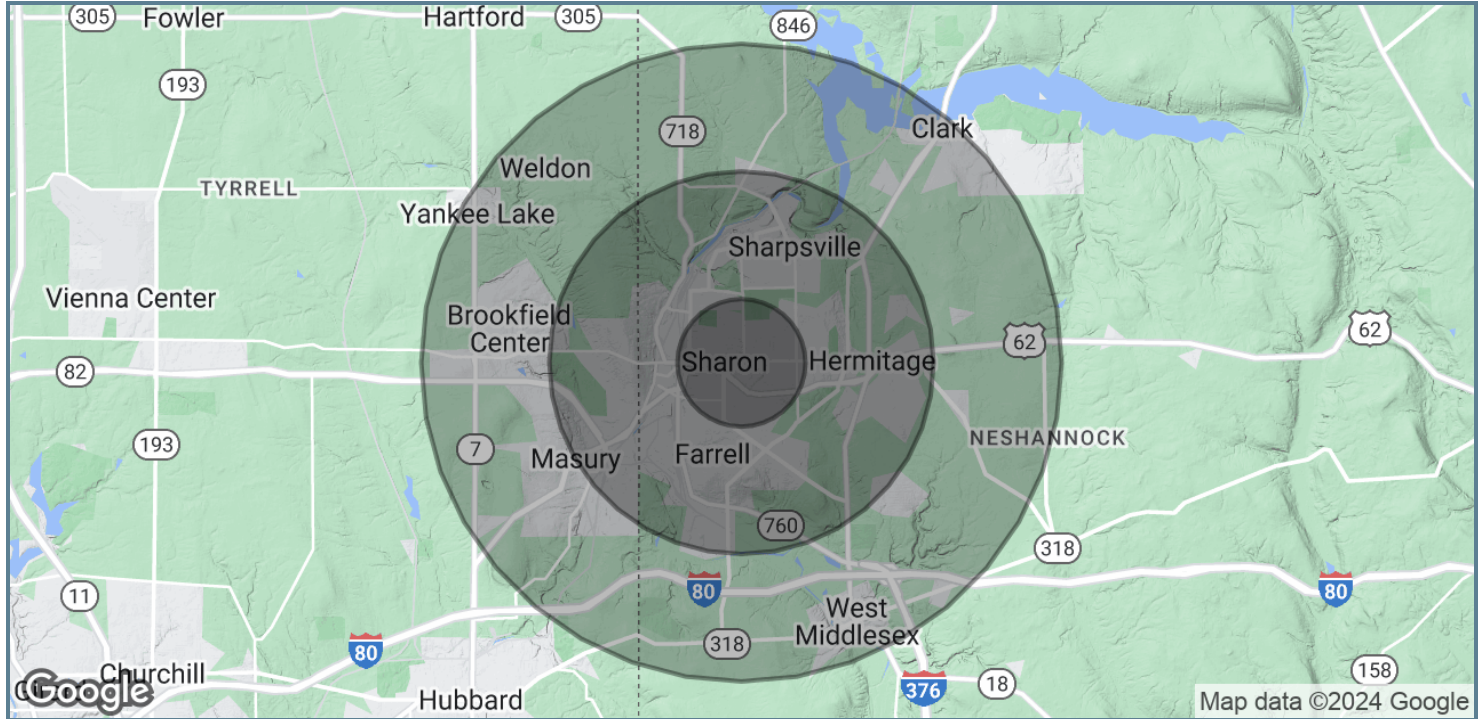 305
Fowler
Hartford
305
846
193
718
Clark
Weldon
TYRRELL
Yankee Lake
Sharpsville
Vienna Center
Brookfield
Center
62
62
82
Sharon
Hermitage
193
7
Masury
Farrell
NESHANNOCK
760
318
11
80
80
West
Middlesex
80
318
Churchill
Google
Hubbard
376
18
158
Map data ©2024 Google